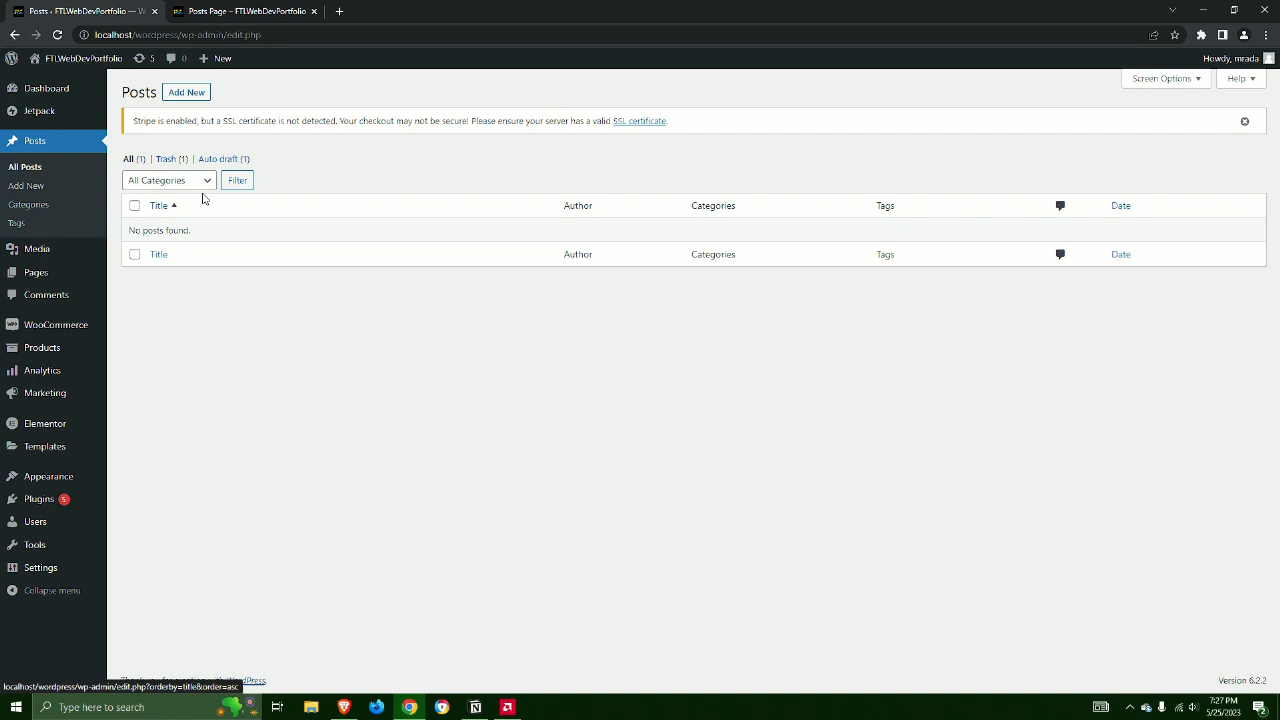 Posts ‹ FTLWebDevPortfolio — W
Posts Page – FTLWebDevPortfolio
localhost/wordpress/wp-admin/edit.php
FTLWebDevPortfolio 5 0 New
Howdy, mrada
Screen Options
Help
Dashboard
Jetpack
Posts
All Posts
Add New
Categories
Tags
Media
Pages
Comments
WooCommerce
Products
Analytics
Marketing
Elementor
Templates
Appearance
Plugins 5
Users
Tools
Settings
Collapse menu
Posts Add New
Stripe is enabled, but a SSL certificate is not detected. Your checkout may not be secure! Please ensure your server has a valid SSL certificate.
All (1) | Trash (1) | Auto draft (1)
All Categories Filter
Title Author Categories Tags Date
No posts found.
Title Author Categories Tags Date
WordPress.
Version 6.2.2
localhost/wordpress/wp-admin/edit.php?orderby=title&order=asc
Type here to search
7:27 PM
5/25/2023
2